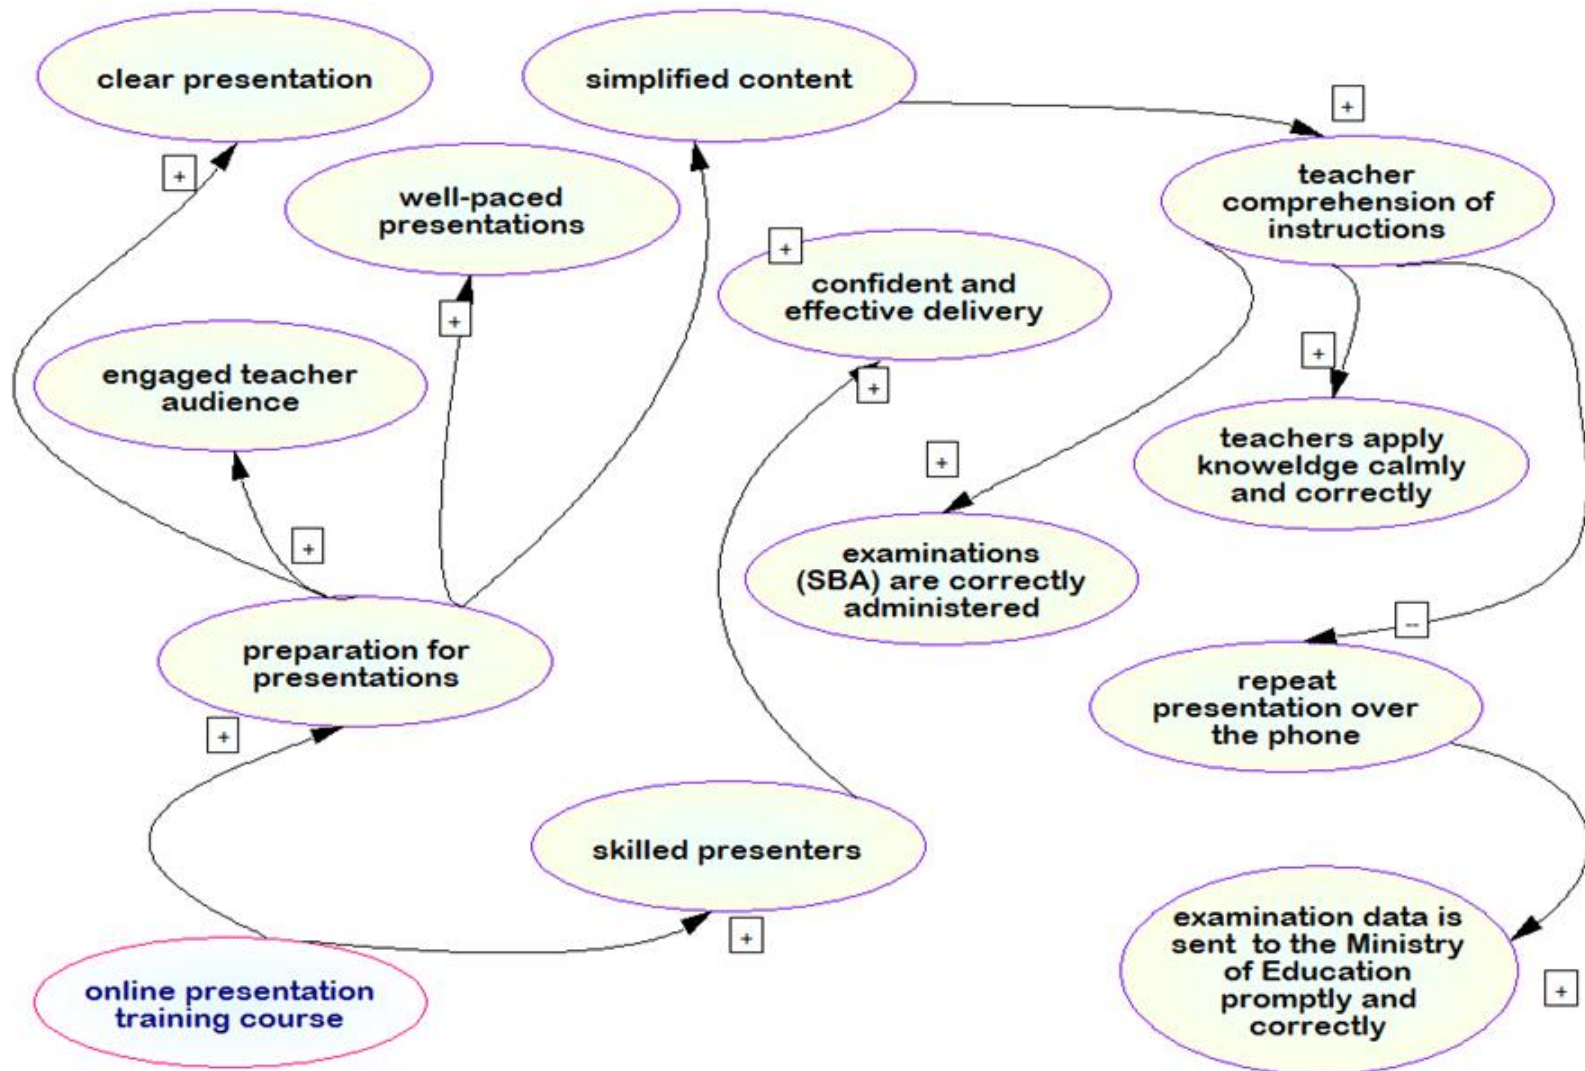 clear presentation
simplified content
+
+
teacher
comprehension of
instructions
well-paced
presentations
+
confident and
effective delivery
+
engaged teacher
audience
+
+
teachers apply
knoweldge calmly
and correctly
+
+
examinations
(SBA) are correctly
administered
preparation for
presentations
--
repeat
presentation over
the phone
+
skilled presenters
+
examination data is
sent to the Ministry
of Education
promptly and
correctly
+
online presentation
training course